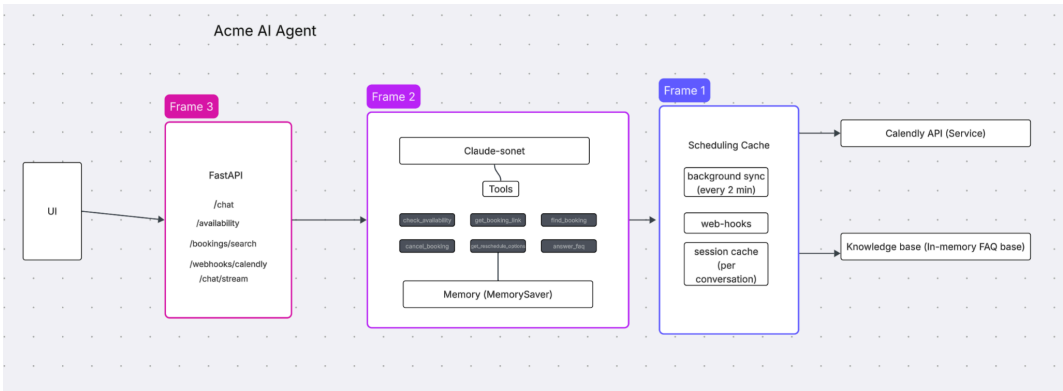 Acme AI Agent
Frame 3
Frame 2
Frame 1
UI
FastAPI
/chat
/availability
/bookings/search
/webhooks/calendly
/chat/stream
Claude-sonet
Tools
check_availability
get_booking_link
find_booking
cancel_booking
get_reschedule_options
answer_faq
Memory (MemorySaver)
Scheduling Cache
background sync
(every 2 min)
web-hooks
session cache
(per
conversation)
Calendly API (Service)
Knowledge base (In-memory FAQ base)